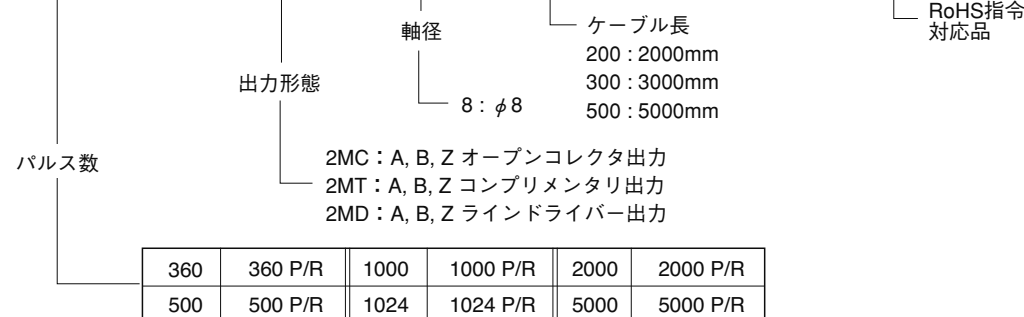 RoHS指令
対応品
ケーブル長
200 : 2000mm
300 : 3000mm
500 : 5000mm
軸径
8 : φ8
出力形態
2MC：A, B, Z オープンコレクタ出力
2MT：A, B, Z コンプリメンタリ出力
2MD：A, B, Z ラインドライバー出力
パルス数
360 360 P/R 1000 1000 P/R 2000 2000 P/R
500 500 P/R 1024 1024 P/R 5000 5000 P/R